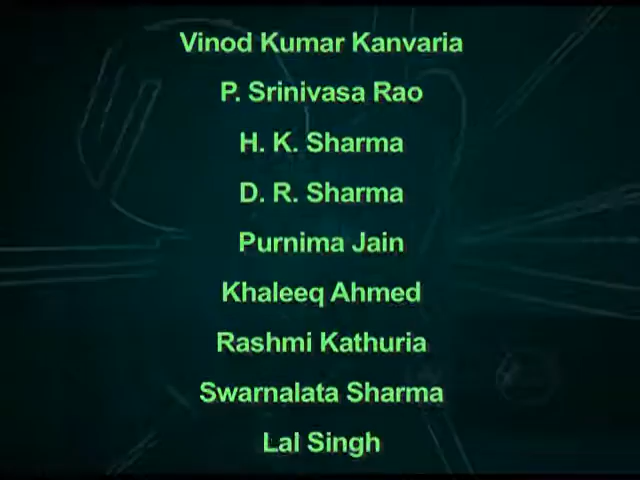 Vinod Kumar Kanvaria
P. Srinivasa Rao
H. K. Sharma
D. R. Sharma
Purnima Jain
Khaleeq Ahmed
Rashmi Kathuria
Swarnalata Sharma
Lal Singh